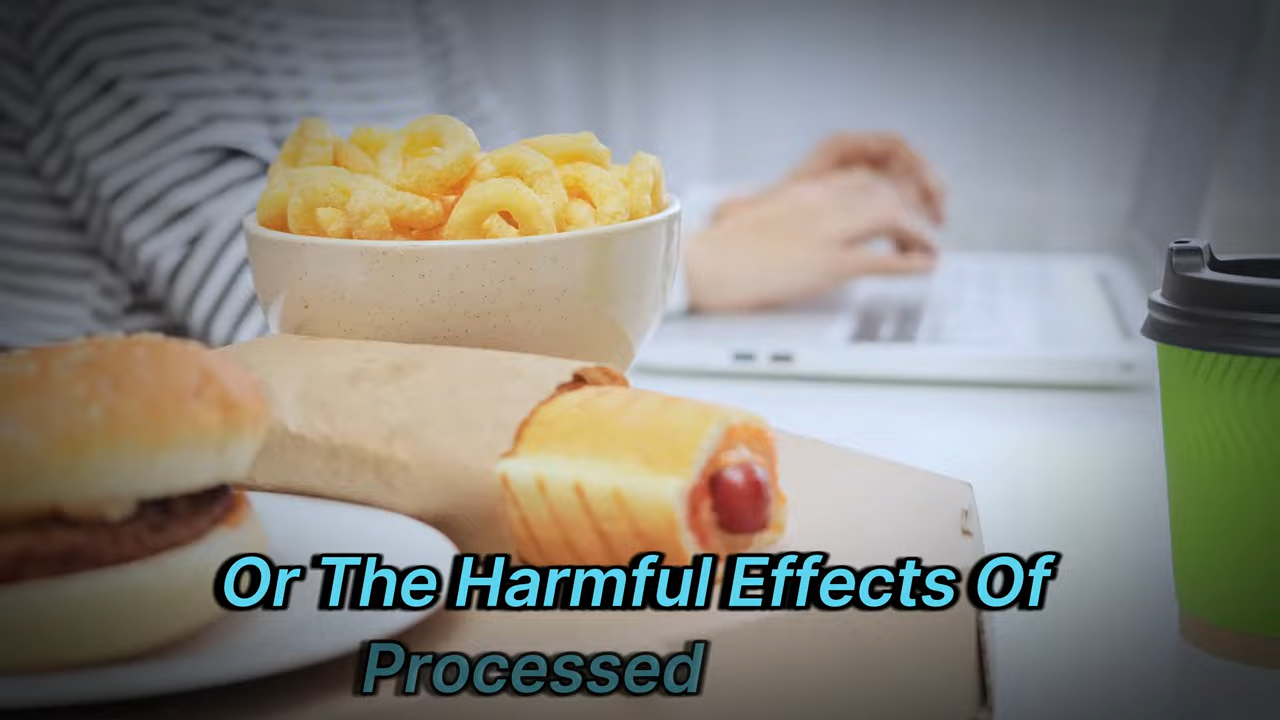 Or The Harmful Effects Of
Processed